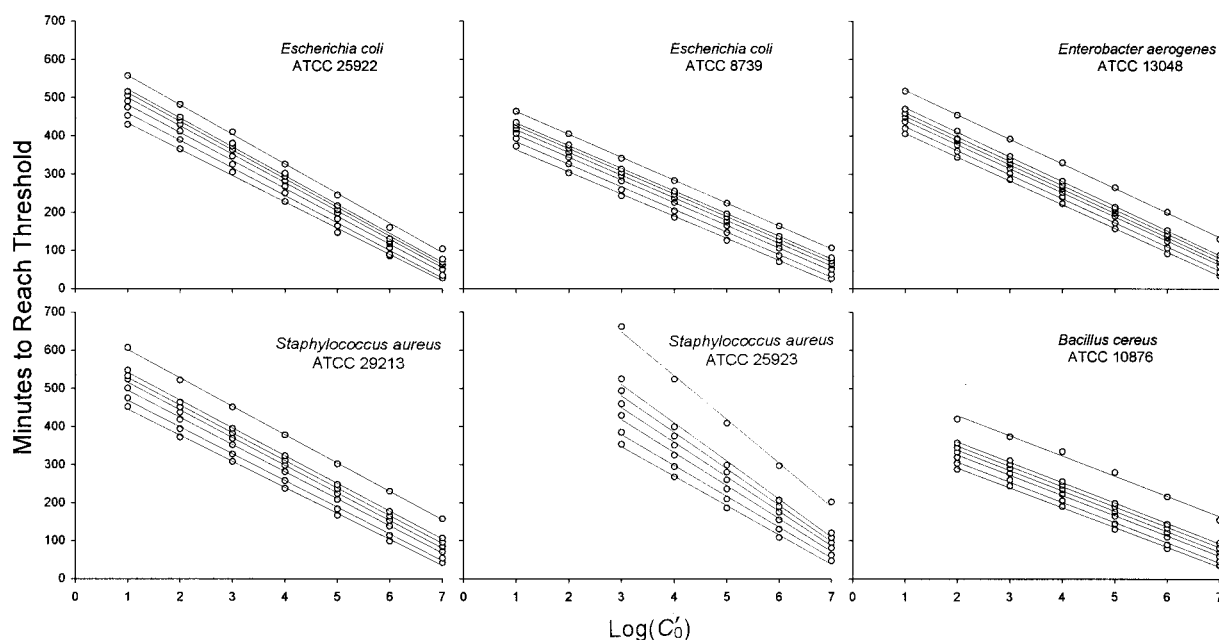 Minutes to Reach Threshold
700
600
500
400
300
200
100
0
Escherichia coli
ATCC 25922
Escherichia coli
ATCC 8739
Enterobacter aerogenes
ATCC 13048
700
600
500
400
300
200
100
0
Staphylococcus aureus
ATCC 29213
Staphylococcus aureus
ATCC 25923
Bacillus cereus
ATCC 10876
0 1 2 3 4 5 6 7
0 1 2 3 4 5 6 7
0 1 2 3 4 5 6 7
Log(C′0)